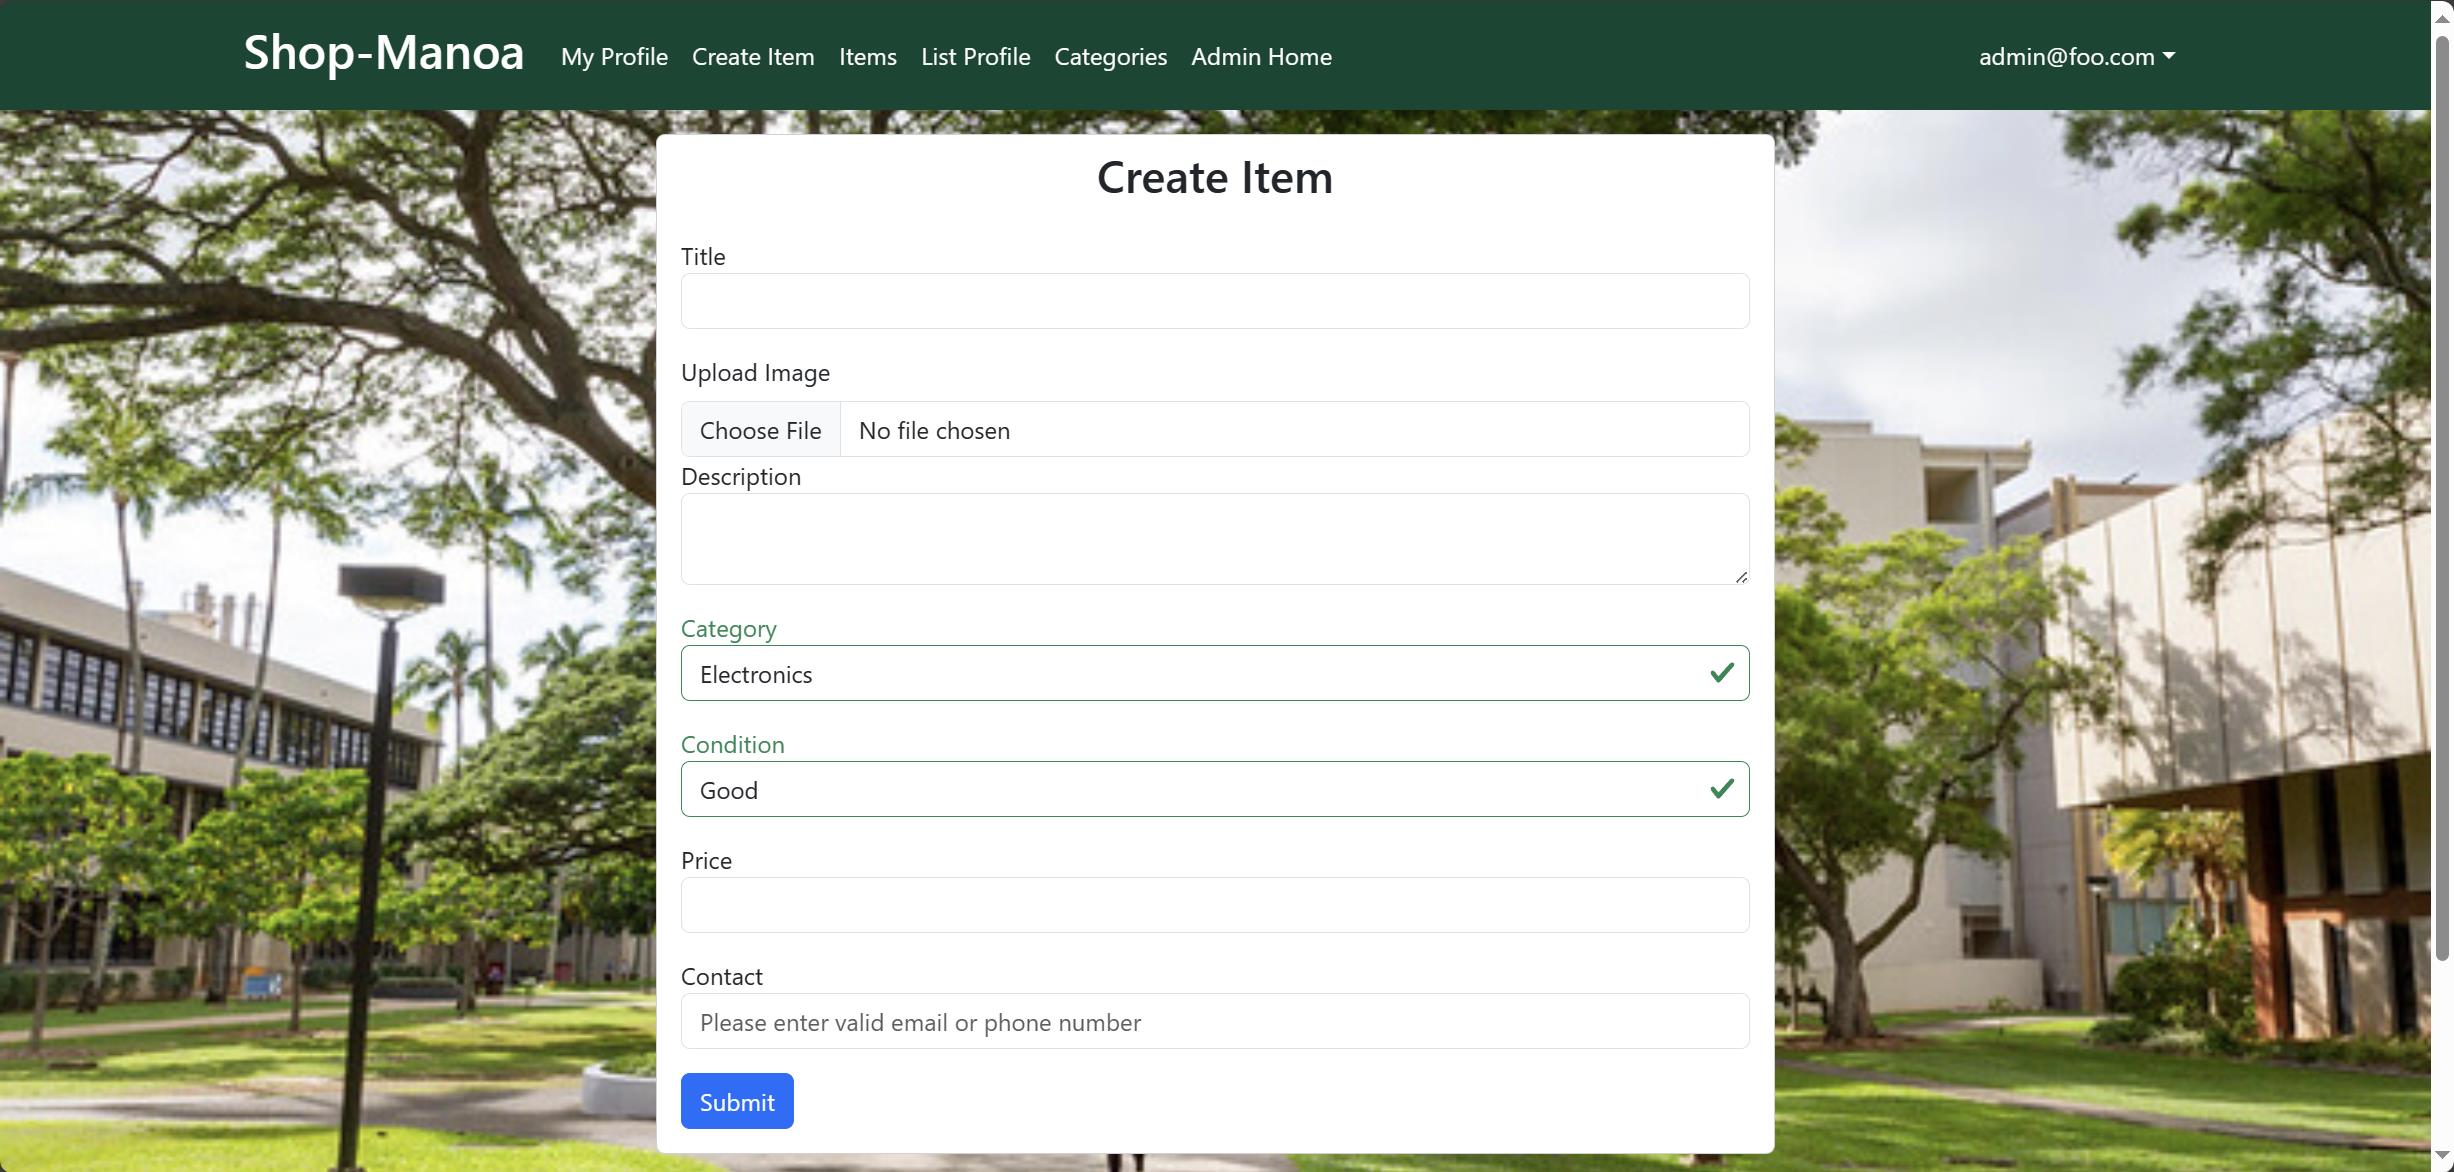 Shop-Manoa My Profile Create Item Items List Profile Categories Admin Home admin@foo.com
Create Item
Title
Upload Image
Choose File No file chosen
Description
Category
Electronics
Condition
Good
Price
Contact
Please enter valid email or phone number
Submit